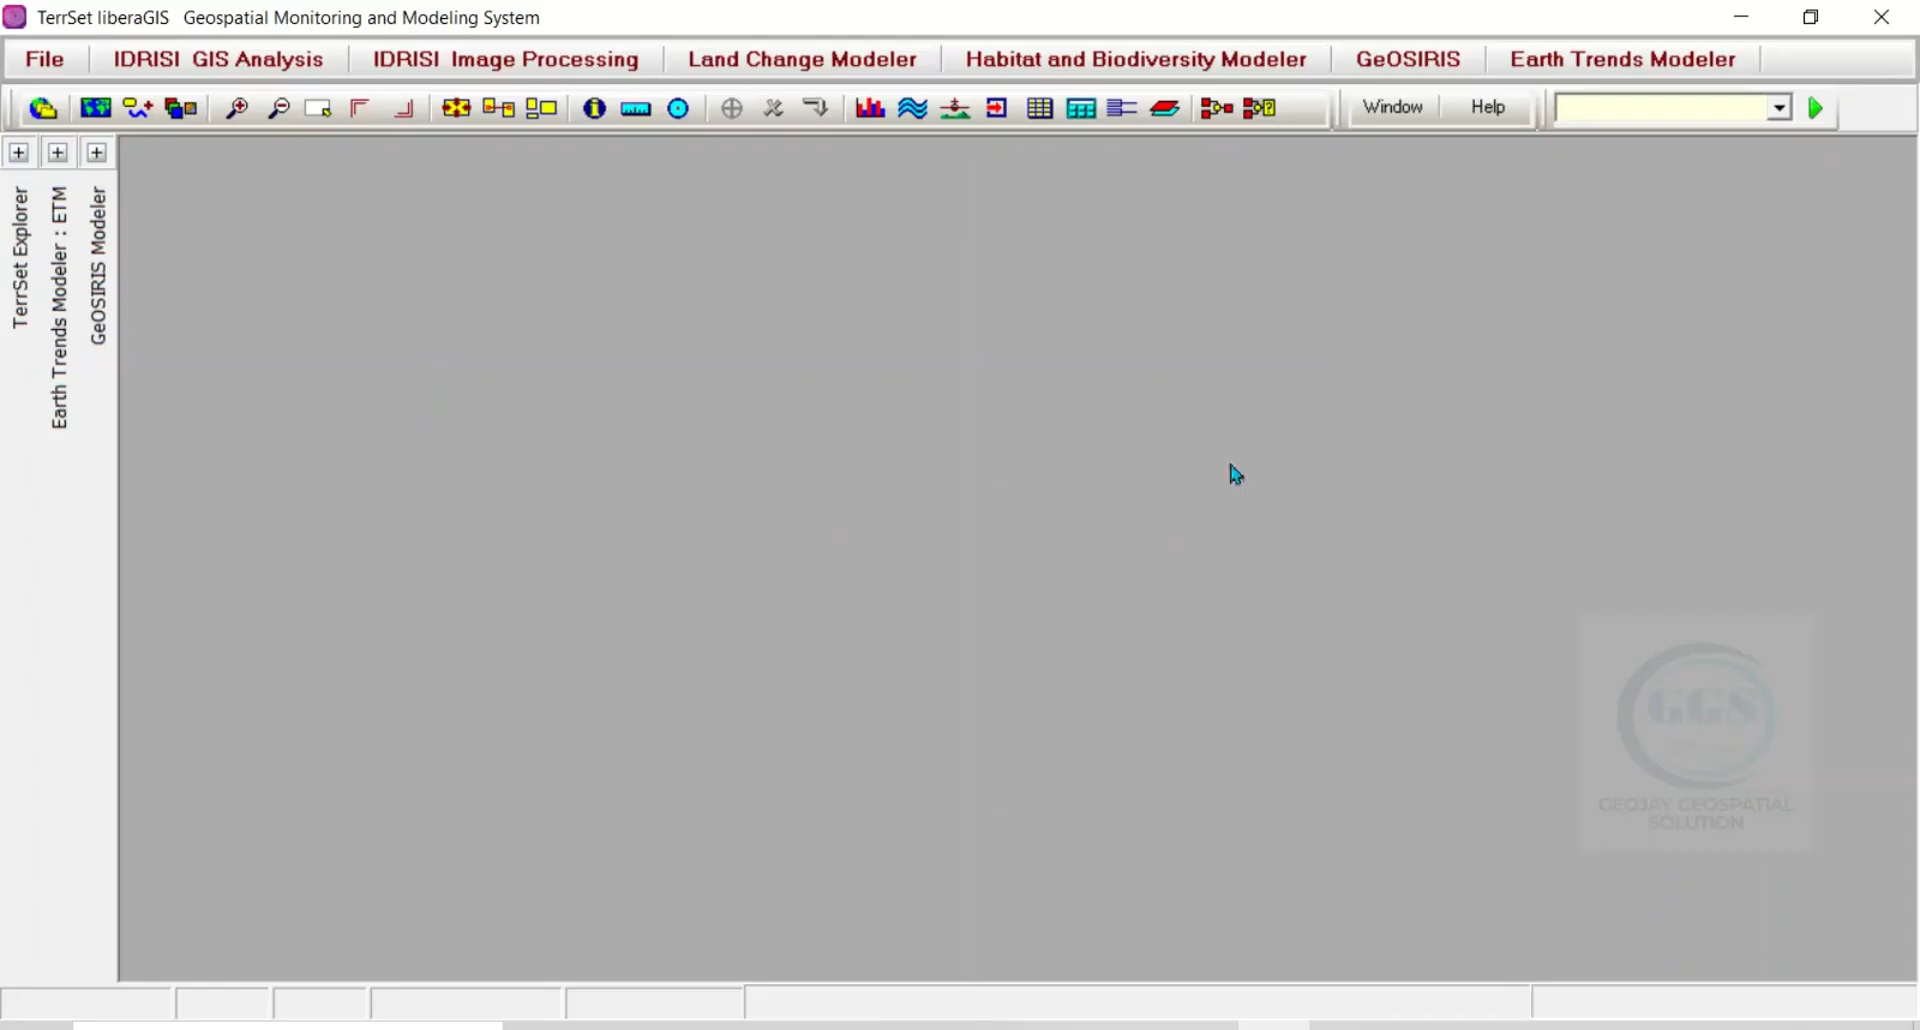 TerrSet liberaGIS   Geospatial Monitoring and Modeling System
File
IDRISI GIS Analysis
IDRISI Image Processing
Land Change Modeler
Habitat and Biodiversity Modeler
GeOSIRIS
Earth Trends Modeler
Window
Help
TerrSet Explorer
Earth Trends Modeler : ETM
GeOSIRIS Modeler
GGS
GEOJAY GEOSPATIAL
SOLUTION